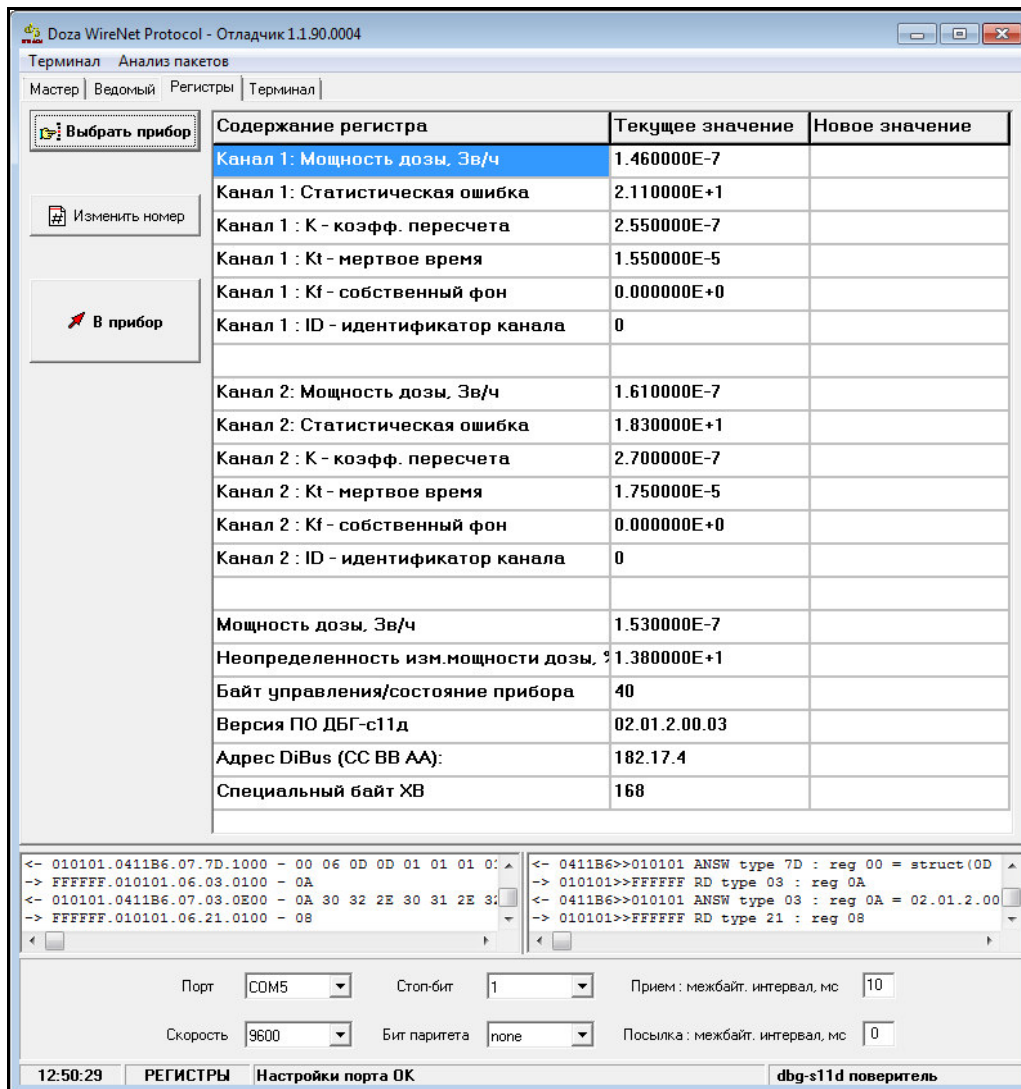 Doza WireNet Protocol - Отладчик 1.1.90.0004
Терминал Анализ пакетов
Мастер Ведомый Регистры Терминал
Выбрать прибор
Изменить номер
В прибор
Содержание регистра Текущее значение Новое значение
Канал 1: Мощность дозы, Зв/ч 1.460000E-7
Канал 1: Статистическая ошибка 2.110000E+1
Канал 1 : K - коэфф. пересчета 2.550000E-7
Канал 1 : Kt - мертвое время 1.550000E-5
Канал 1 : Kf - собственный фон 0.000000E+0
Канал 1 : ID - идентификатор канала 0
Канал 2: Мощность дозы, Зв/ч 1.610000E-7
Канал 2: Статистическая ошибка 1.830000E+1
Канал 2 : K - коэфф. пересчета 2.700000E-7
Канал 2 : Kt - мертвое время 1.750000E-5
Канал 2 : Kf - собственный фон 0.000000E+0
Канал 2 : ID - идентификатор канала 0
Мощность дозы, Зв/ч 1.530000E-7
Неопределенность изм.мощности дозы, % 1.380000E+1
Байт управления/состояние прибора 40
Версия ПО ДБГ-с11д 02.01.2.00.03
Адрес DiBus (CC BB AA): 182.17.4
Специальный байт XB 168
<- 010101.0411B6.07.7D.1000 - 00 06 0D 0D 01 01 01
-> FFFFFF.010101.06.03.0100 - 0A
<- 010101.0411B6.07.03.0E00 - 0A 30 32 2E 30 31 2E
-> FFFFFF.010101.06.21.0100 - 08
<- 0411B6>>010101 ANSW type 7D : reg 00 = struct(0D
-> 010101>>FFFFFF RD type 03 : reg 0A
<- 0411B6>>010101 ANSW type 03 : reg 0A = 02.01.2.00
-> 010101>>FFFFFF RD type 21 : reg 08
Порт COM5 Стоп-бит 1 Прием : межбайт. интервал, мс 10
Скорость 9600 Бит паритета none Посылка : межбайт. интервал, мс 0
12:50:29 РЕГИСТРЫ Настройки порта OK dbg-s11d поверитель